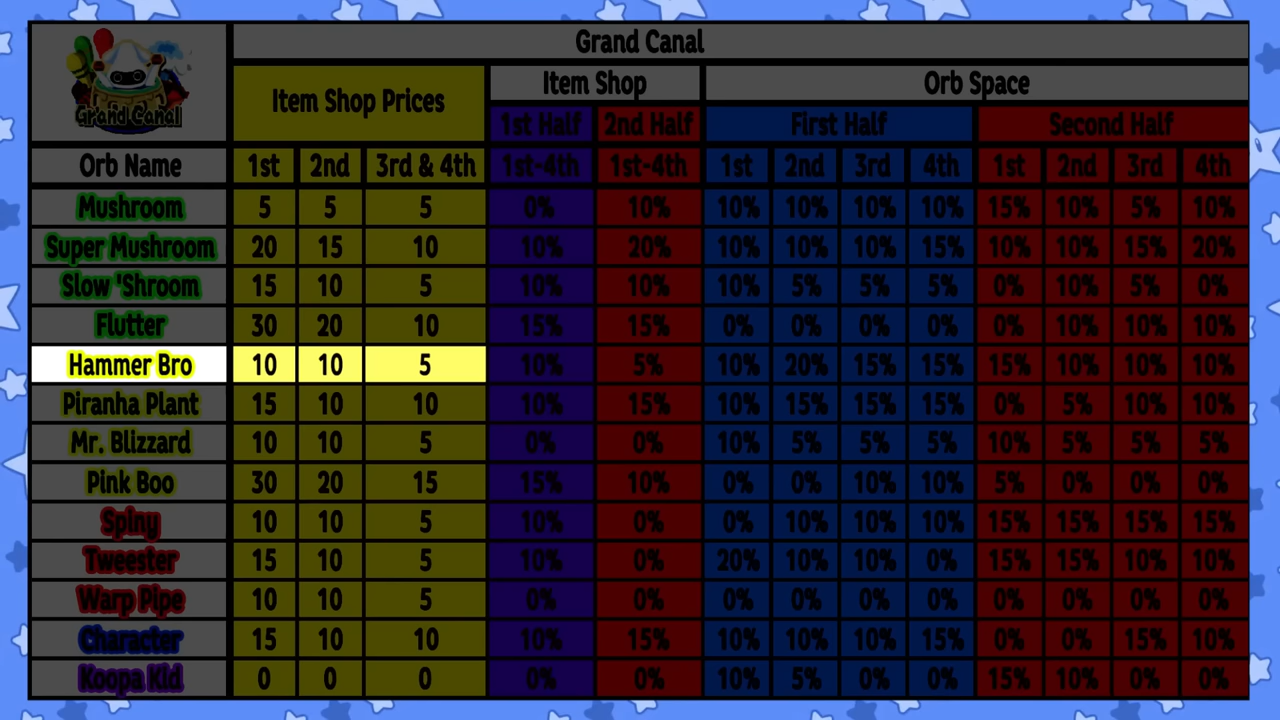 Grand Canal
Grand Canal
Item Shop Prices Item Shop Orb Space
1st Half 2nd Half First Half Second Half
Orb Name 1st 2nd 3rd & 4th 1st-4th 1st-4th 1st 2nd 3rd 4th 1st 2nd 3rd 4th
Mushroom 5 5 5 0% 10% 10% 10% 10% 10% 15% 10% 5% 10%
Super Mushroom 20 15 10 10% 20% 10% 10% 10% 15% 10% 10% 15% 20%
Slow 'Shroom 15 10 5 10% 10% 10% 5% 5% 5% 0% 10% 5% 0%
Flutter 30 20 10 15% 15% 0% 0% 0% 0% 0% 10% 10% 10%
Hammer Bro 10 10 5 10% 5% 10% 20% 15% 15% 15% 10% 10% 10%
Piranha Plant 15 10 10 10% 15% 10% 15% 15% 15% 0% 5% 10% 10%
Mr. Blizzard 10 10 5 0% 0% 10% 5% 5% 5% 10% 5% 5% 5%
Pink Boo 30 20 15 15% 10% 0% 0% 10% 10% 5% 0% 0% 0%
Spiny 10 10 5 10% 0% 0% 10% 10% 10% 15% 15% 15% 15%
Tweester 15 10 5 10% 0% 20% 10% 10% 0% 15% 15% 10% 10%
Warp Pipe 10 10 5 0% 0% 0% 0% 0% 0% 0% 0% 0% 0%
Character 15 10 10 10% 15% 10% 10% 10% 15% 0% 0% 15% 10%
Koopa Kid 0 0 0 0% 0% 10% 5% 0% 0% 15% 10% 0% 0%